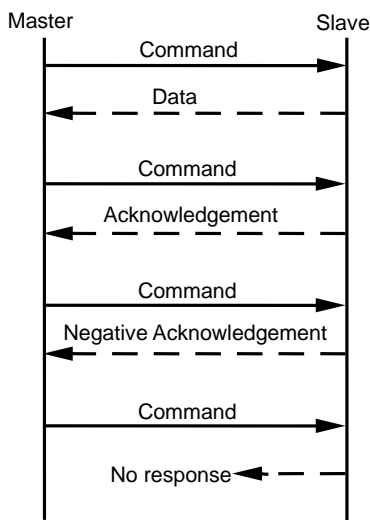 Master Slave
Command
Data
Command
Acknowledgement
Command
Negative Acknowledgement
Command
No response